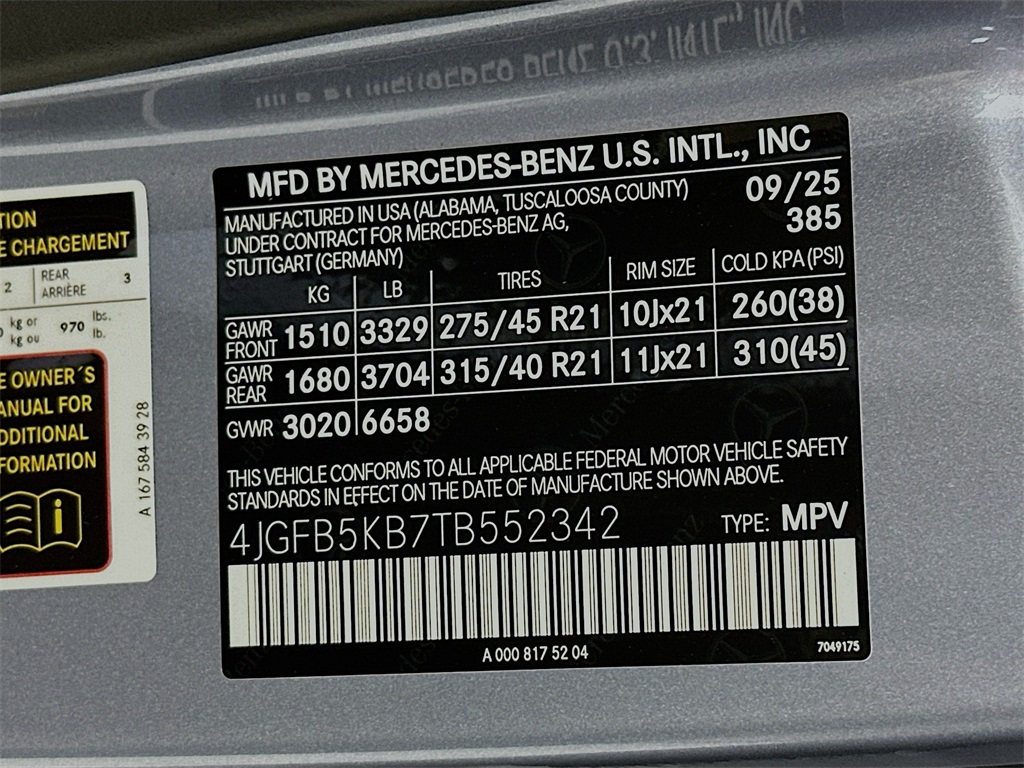 MFD BY MERCEDES-BENZ U.S. INTL., INC
MANUFACTURED IN USA (ALABAMA, TUSCALOOSA COUNTY) 09/25
UNDER CONTRACT FOR MERCEDES-BENZ AG, 385
STUTTGART (GERMANY)
KG LB TIRES RIM SIZE COLD KPA (PSI)
GAWR FRONT 1510 3329 275/45 R21 10Jx21 260(38)
GAWR REAR 1680 3704 315/40 R21 11Jx21 310(45)
GVWR 3020 6658
THIS VEHICLE CONFORMS TO ALL APPLICABLE FEDERAL MOTOR VEHICLE SAFETY
STANDARDS IN EFFECT ON THE DATE OF MANUFACTURE SHOWN ABOVE.
4JGFB5KB7TB552342 TYPE: MPV
A 000 817 52 04
7049175
TION
E CHARGEMENT
2 REAR 3
ARRIÈRE
kg or 970 lbs.
kg ou lb.
E OWNER´S
ANUAL FOR
DDITIONAL
FORMATION
A 167 584 39 28